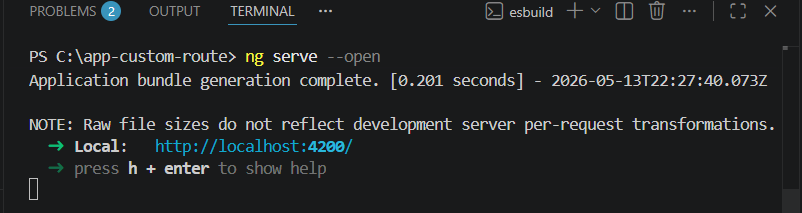 PROBLEMS 2 OUTPUT TERMINAL ··· esbuild ···
PS C:\app-custom-route> ng serve --open
Application bundle generation complete. [0.201 seconds] - 2026-05-13T22:27:40.073Z
NOTE: Raw file sizes do not reflect development server per-request transformations.
➜ Local: http://localhost:4200/
➜ press h + enter to show help